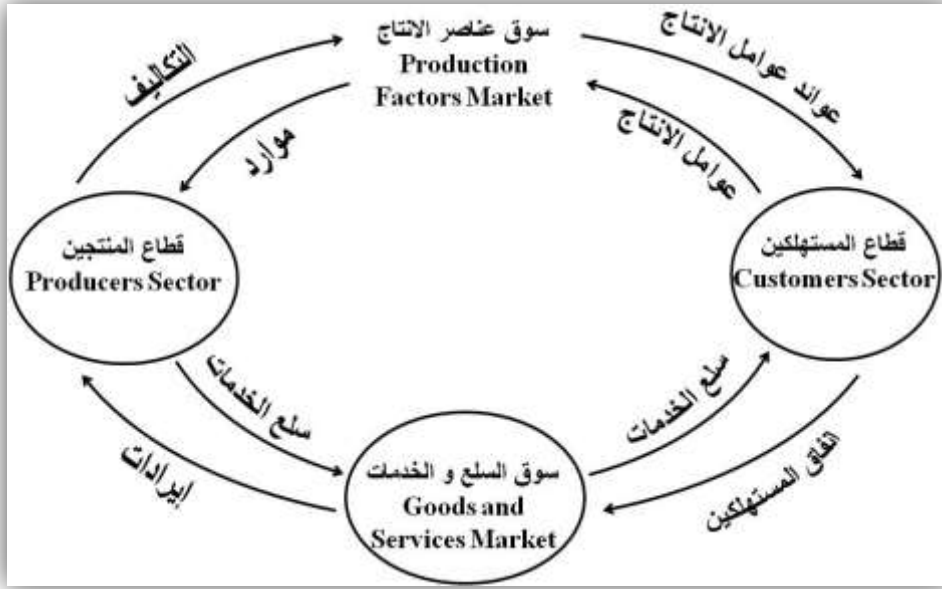 سوق عناصر الانتاج
Production
Factors Market
التكاليف
موارد
عوائد عوامل الانتاج
عوامل الانتاج
قطاع المنتجين
Producers Sector
قطاع المستهلكين
Customers Sector
سلع الخدمات
إيرادات
سلع الخدمات
انفاق المستهلكين
سوق السلع و الخدمات
Goods and
Services Market